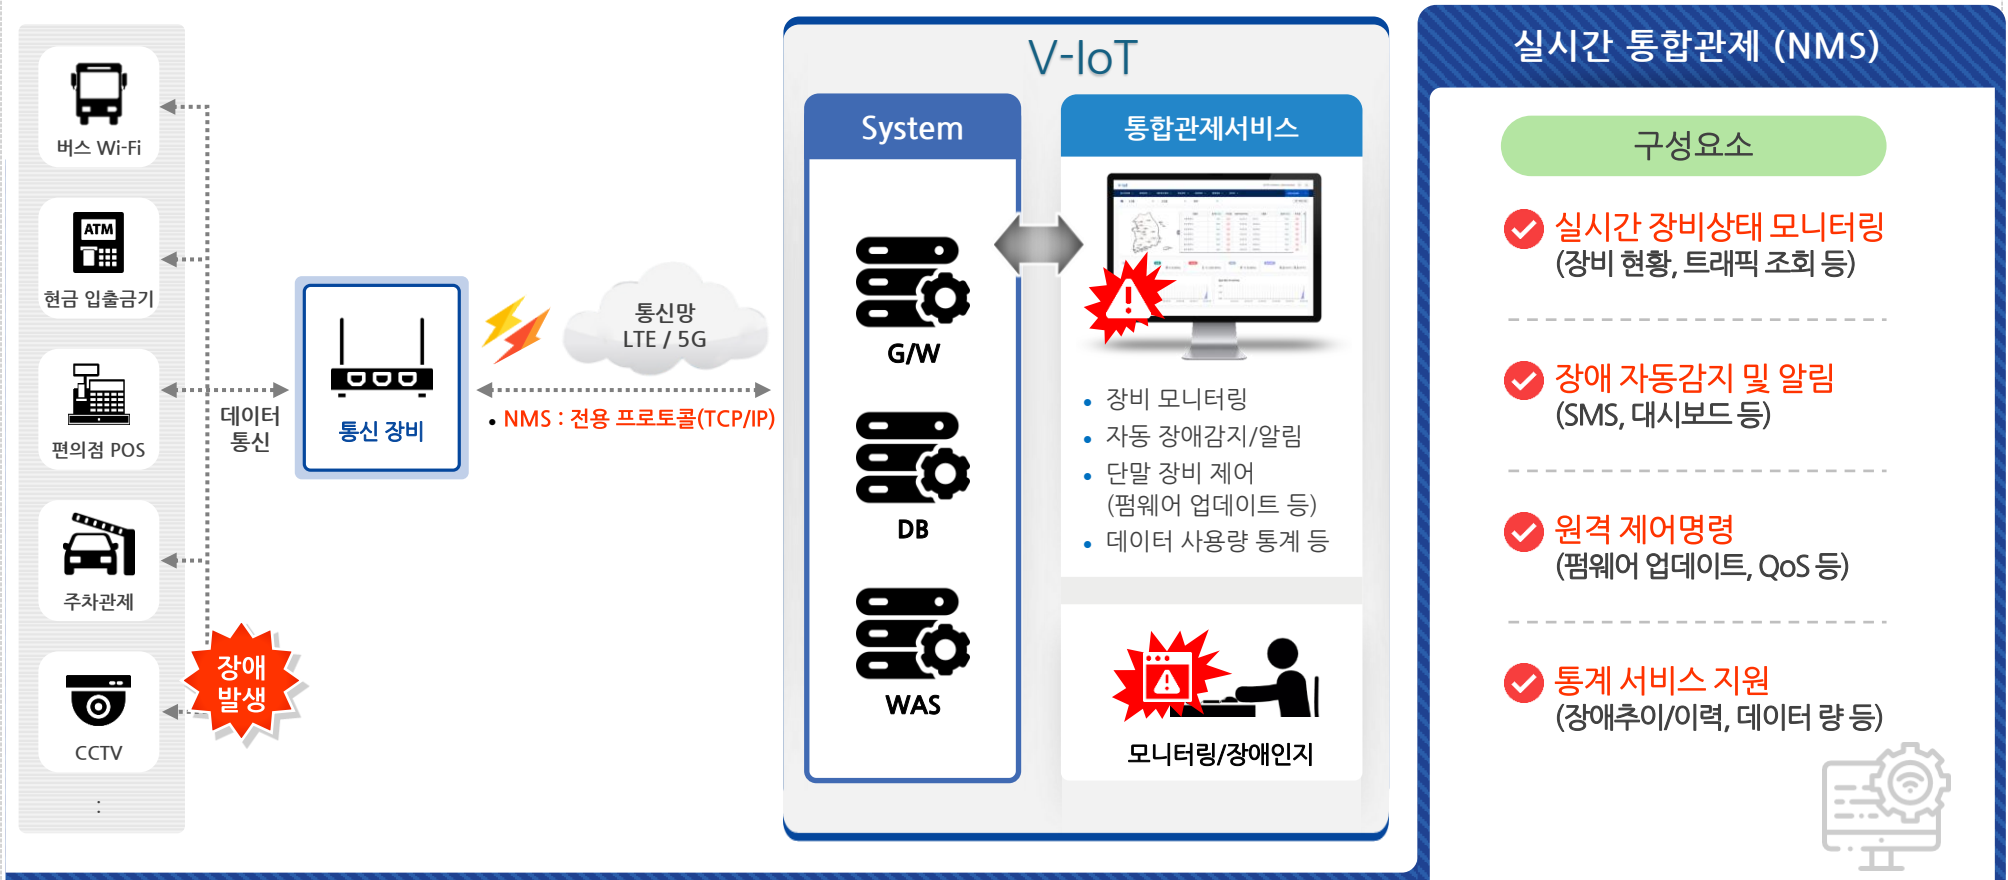 버스 Wi-Fi
ATM
현금 입출금기
편의점 POS
주차관제
CCTV
:
장애
발생
데이터
통신
통신 장비
통신망
LTE / 5G
• NMS : 전용 프로토콜(TCP/IP)
V-IoT
System
G/W
DB
WAS
통합관제서비스
• 장비 모니터링
• 자동 장애감지/알림
• 단말 장비 제어
(펌웨어 업데이트 등)
• 데이터 사용량 통계 등
모니터링/장애인지
실시간 통합관제 (NMS)
구성요소
실시간 장비상태 모니터링
(장비 현황, 트래픽 조회 등)
장애 자동감지 및 알림
(SMS, 대시보드 등)
원격 제어명령
(펌웨어 업데이트, QoS 등)
통계 서비스 지원
(장애추이/이력, 데이터 량 등)